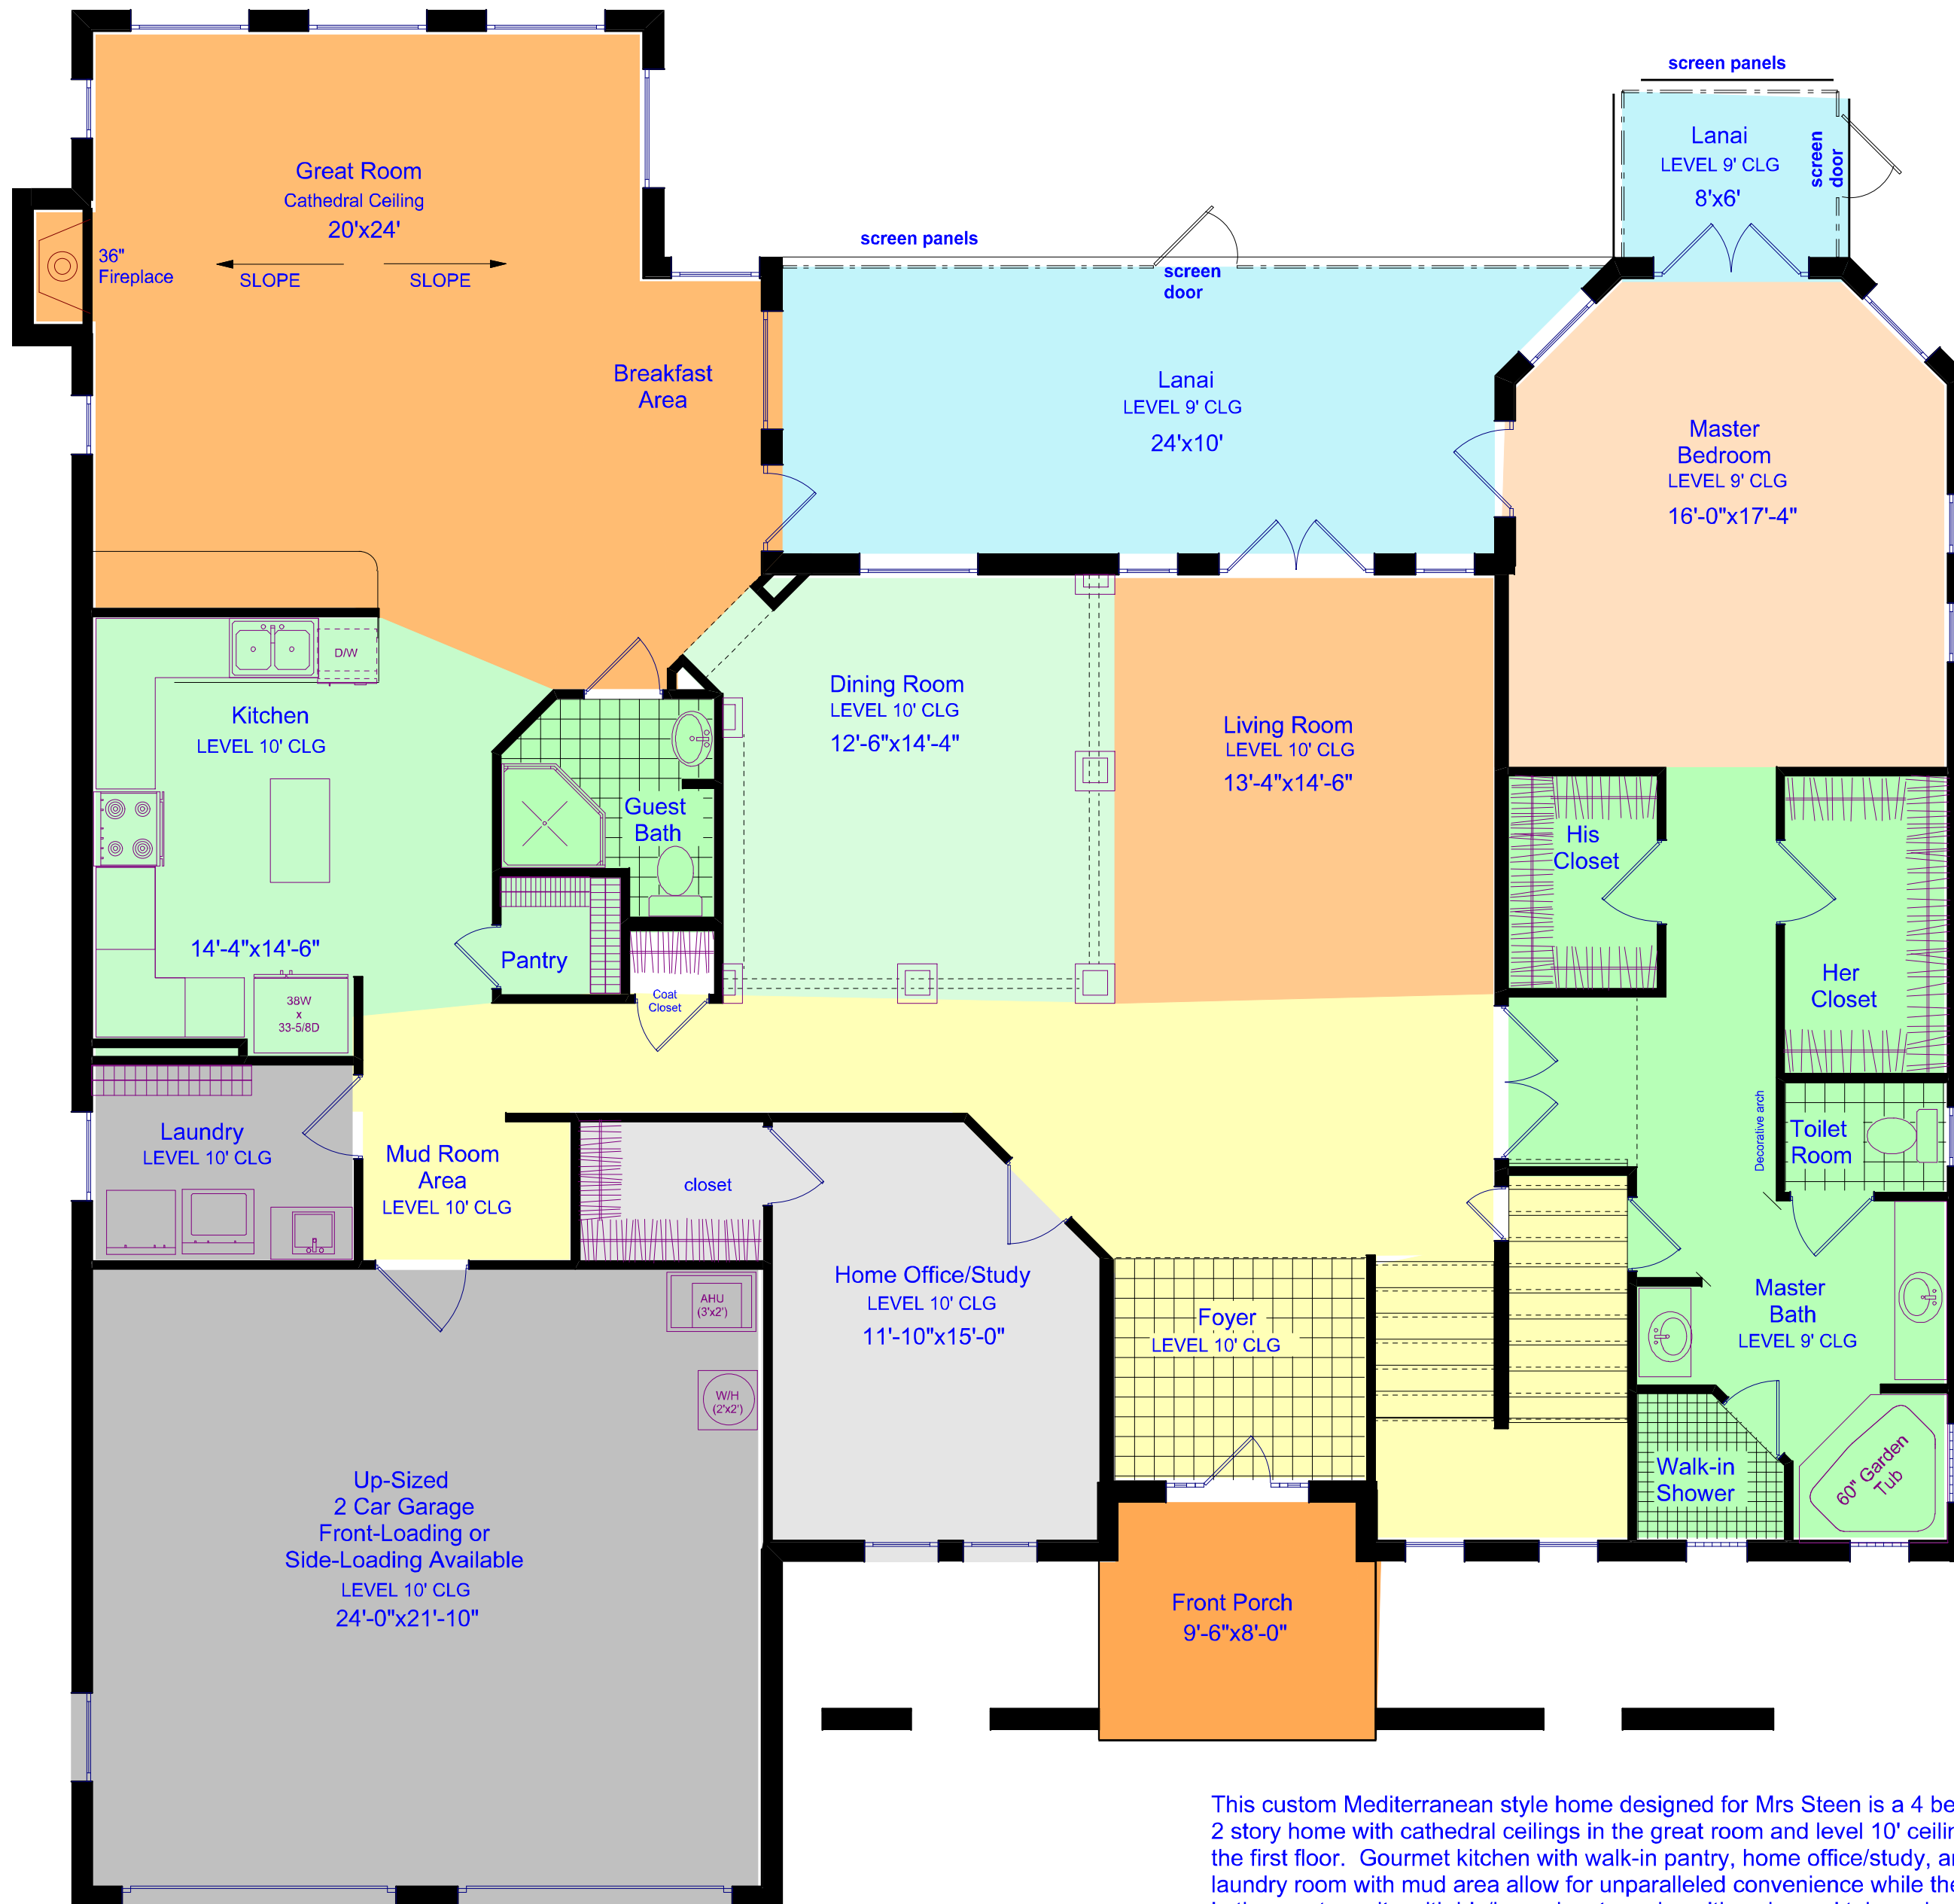 screen panels
Lanai
LEVEL 9' CLG
8'x6'
screen
door
Great Room
Cathedral Ceiling
20'x24'
36"
Fireplace
SLOPE
SLOPE
screen panels
screen
door
Breakfast
Area
Lanai
LEVEL 9' CLG
24'x10'
Master
Bedroom
LEVEL 9' CLG
16'-0"x17'-4"
D/W
Kitchen
LEVEL 10' CLG
14'-4"x14'-6"
38W
x
33-5/8D
Guest
Bath
Pantry
Coat
Closet
Dining Room
LEVEL 10' CLG
12'-6"x14'-4"
Living Room
LEVEL 10' CLG
13'-4"x14'-6"
His
Closet
Her
Closet
Laundry
LEVEL 10' CLG
Mud Room
Area
LEVEL 10' CLG
closet
Decorative arch
Toilet
Room
AHU
(3'x2')
W/H
(2'x2')
Home Office/Study
LEVEL 10' CLG
11'-10"x15'-0"
Foyer
LEVEL 10' CLG
Master
Bath
LEVEL 9' CLG
Walk-in
Shower
60" Garden
Tub
Up-Sized
2 Car Garage
Front-Loading or
Side-Loading Available
LEVEL 10' CLG
24'-0"x21'-10"
Front Porch
9'-6"x8'-0"
This custom Mediterranean style home designed for Mrs Steen is a 4
2 story home with cathedral ceilings in the great room and level 10'
the first floor. Gourmet kitchen with walk-in pantry, home office/study,
laundry room with mud area allow for unparalleled convenience while